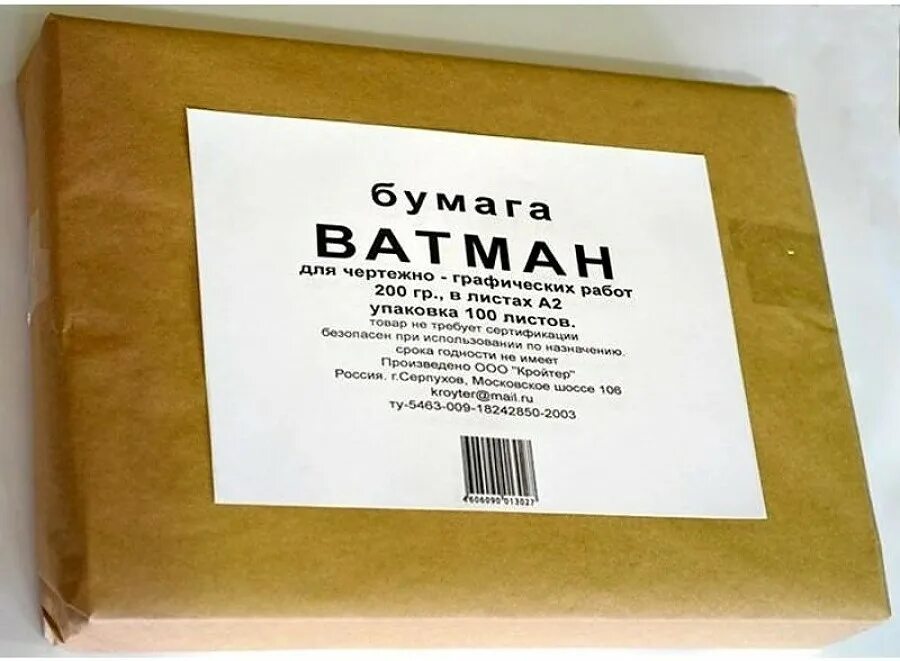 бумага
ВАТМАН
для чертежно - графических работ
200 гр., в листах А2
упаковка 100 листов.
товар не требует сертификации
безопасен при использовании по назначению.
срока годности не имеет
Произведено ООО "Кройтер"
Россия. г.Серпухов, Московское шоссе 106
kroyter@mail.ru
ту-5463-009-18242850-2003
4606090 013027